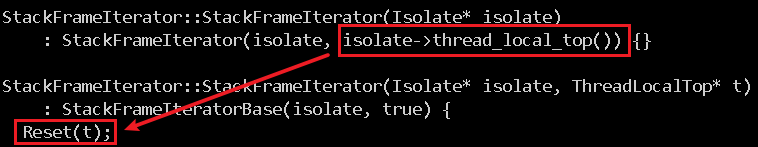 StackFrameIterator::StackFrameIterator(Isolate* isolate)
    : StackFrameIterator(isolate, isolate->thread_local_top()) {}
StackFrameIterator::StackFrameIterator(Isolate* isolate, ThreadLocalTop* t)
    : StackFrameIteratorBase(isolate, true) {
  Reset(t);